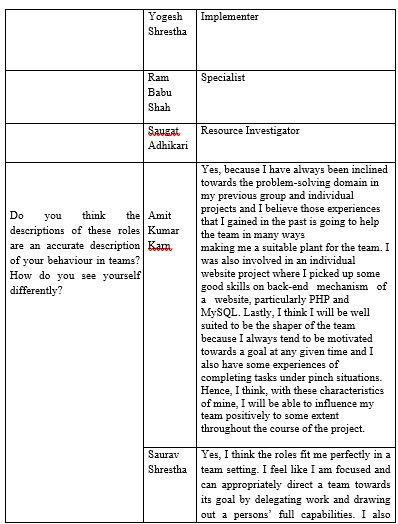 Yogesh
Shrestha
Implementer
Ram
Babu
Shah
Specialist
Saugat
Adhikari
Resource Investigator
Do you think the
descriptions of these roles
are an accurate description
of your behaviour in teams?
How do you see yourself
differently?
Amit
Kumar
Karn
Yes, because I have always been inclined
towards the problem-solving domain in
my previous group and individual
projects and I believe those experiences
that I gained in the past is going to help
the team in many ways
making me a suitable plant for the team. I
was also involved in an individual
website project where I picked up some
good skills on back-end mechanism of
a website, particularly PHP and
MySQL. Lastly, I think I will be well
suited to be the shaper of the team
because I always tend to be motivated
towards a goal at any given time and I
also have some experiences of
completing tasks under pinch situations.
Hence, I think, with these characteristics
of mine, I will be able to influence my
team positively to some extent
throughout the course of the project.
Saurav
Shrestha
Yes, I think the roles fit me perfectly in a
team setting. I feel like I am focused and
can appropriately direct a team towards
its goal by delegating work and drawing
out a persons' full capabilities. I also